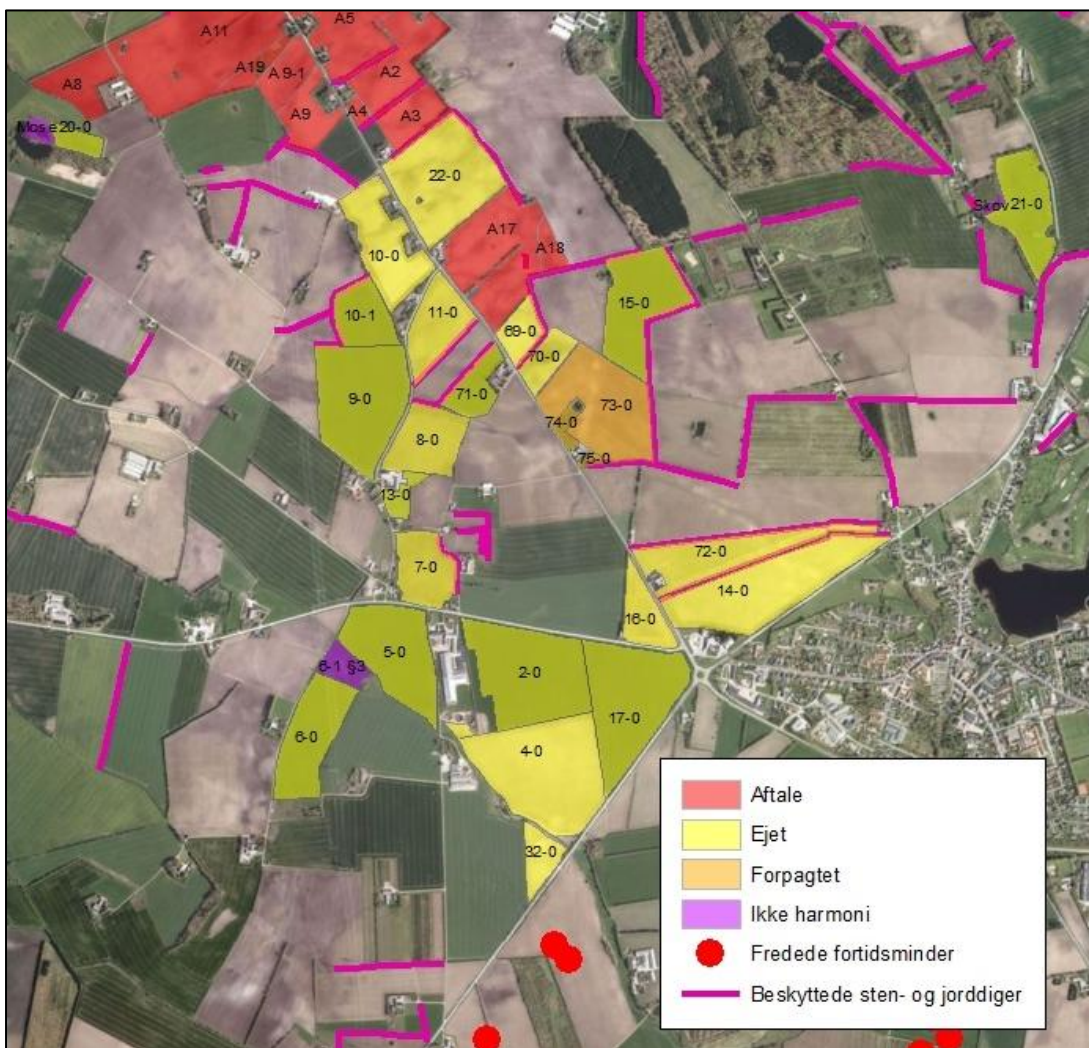 A5
A11
A19
A 9-1
A2
A8
A9
A4
A3
Mose 20-0
22-0
Skov 21-0
A17
A18
10-0
15-0
11-0
10-1
69-0
70-0
71-0
9-0
73-0
74-0
8-0
75-0
13-0
72-0
7-0
14-0
16-0
5-0
6-1 §3
2-0
17-0
6-0
4-0
32-0
Aftale
Ejet
Forpagtet
Ikke harmoni
Fredede fortidsminder
Beskyttede sten- og jorddiger